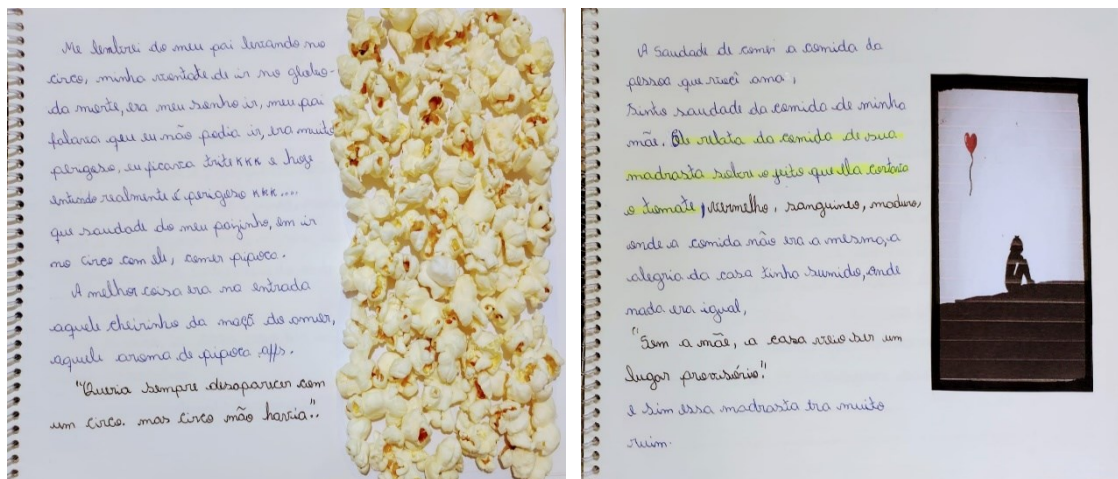 Me lembrei do meu pai levando no
circo, minha vontate de ir no globo-
da morte, era meu sonho ir, meu pai
falava que eu não podia ir, era muito
perigoso, eu ficava triteKKK e hoje
entendo realmente é perigoso KKK....
que saudade do meu paizinho, em ir
no circo com ele, comer pipoca.
A melhor coisa era na entrada
aquele cheirinho da maçã do amor,
aquele aroma de pipoca affs.
"Queria sempre desaparecer com
um circo. mas circo não havia".
A Saudade de comer a comida da
pessoa que você ama,
Sinto saudade da comida de minha
mãe. Ele relata da comida de sua
madrasta sobre o jeito que ela cortava
o tomate, vermelho, sanguíneo, maduro,
onde a comida não era a mesma, a
alegria da casa tinha sumido, onde
nada era igual,
"Sem a mãe, a casa veio ser um
lugar provisório!"
e sim essa madrasta era muito
ruim.